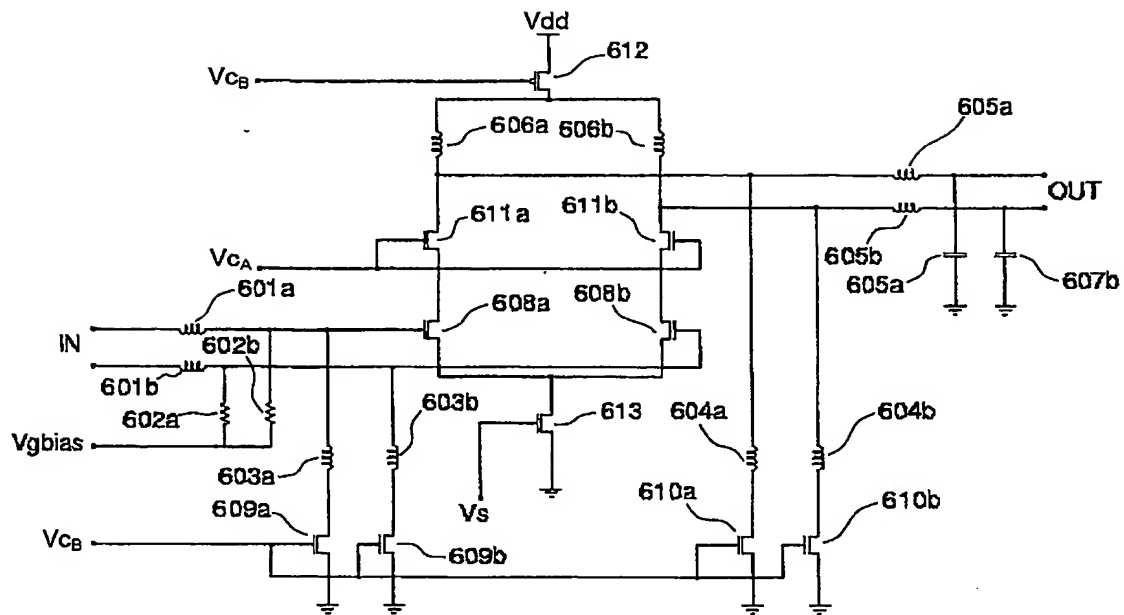 Vdd
612
VcB
606a
606b
605a
OUT
611a
611b
605b
VcA
605a
607b
601a
608a
608b
IN
602b
601b
603b
602a
613
604a
604b
Vgbias
603a
609a
Vs
610a
610b
VcB
609b